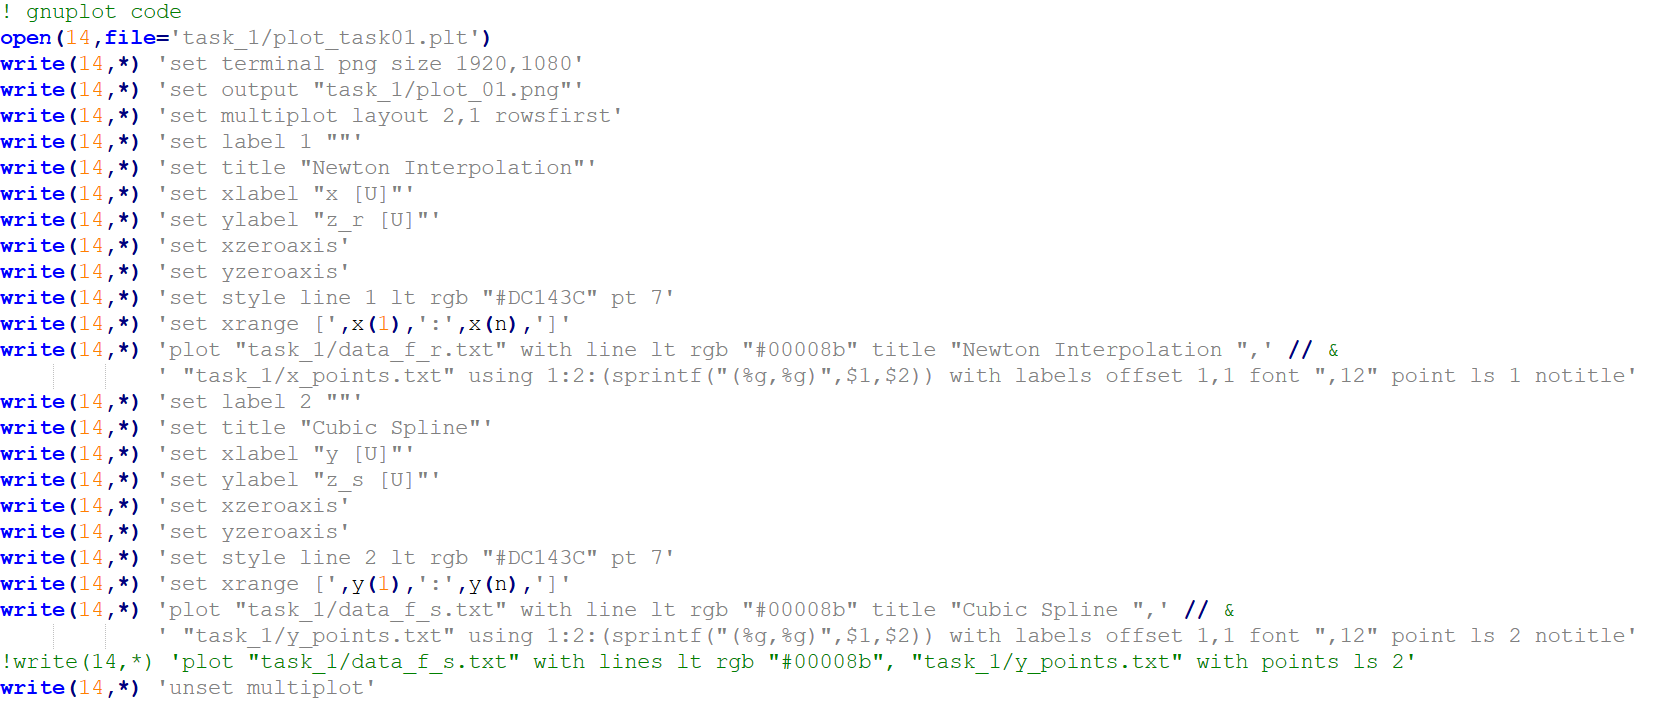 ! gnuplot code
open(14,file='task_1/plot_task01.plt')
write(14,*) 'set terminal png size 1920,1080'
write(14,*) 'set output "task_1/plot_01.png"'
write(14,*) 'set multiplot layout 2,1 rowsfirst'
write(14,*) 'set label 1 ""'
write(14,*) 'set title "Newton Interpolation"'
write(14,*) 'set xlabel "x [U]"'
write(14,*) 'set ylabel "z_r [U]"'
write(14,*) 'set xzeroaxis'
write(14,*) 'set yzeroaxis'
write(14,*) 'set style line 1 lt rgb "#DC143C" pt 7'
write(14,*) 'set xrange [',x(1),':',x(n),']'
write(14,*) 'plot "task_1/data_f_r.txt" with line lt rgb "#00008b" title "Newton Interpolation ",' // &
' "task_1/x_points.txt" using 1:2:(sprintf("(%g,%g)",$1,$2)) with labels offset 1,1 font ",12" point ls 1 notitle'
write(14,*) 'set label 2 ""'
write(14,*) 'set title "Cubic Spline"'
write(14,*) 'set xlabel "y [U]"'
write(14,*) 'set ylabel "z_s [U]"'
write(14,*) 'set xzeroaxis'
write(14,*) 'set yzeroaxis'
write(14,*) 'set style line 2 lt rgb "#DC143C" pt 7'
write(14,*) 'set xrange [',y(1),':',y(n),']'
write(14,*) 'plot "task_1/data_f_s.txt" with line lt rgb "#00008b" title "Cubic Spline ",' // &
' "task_1/y_points.txt" using 1:2:(sprintf("(%g,%g)",$1,$2)) with labels offset 1,1 font ",12" point ls 2 notitle'
!write(14,*) 'plot "task_1/data_f_s.txt" with lines lt rgb "#00008b", "task_1/y_points.txt" with points ls 2'
write(14,*) 'unset multiplot'